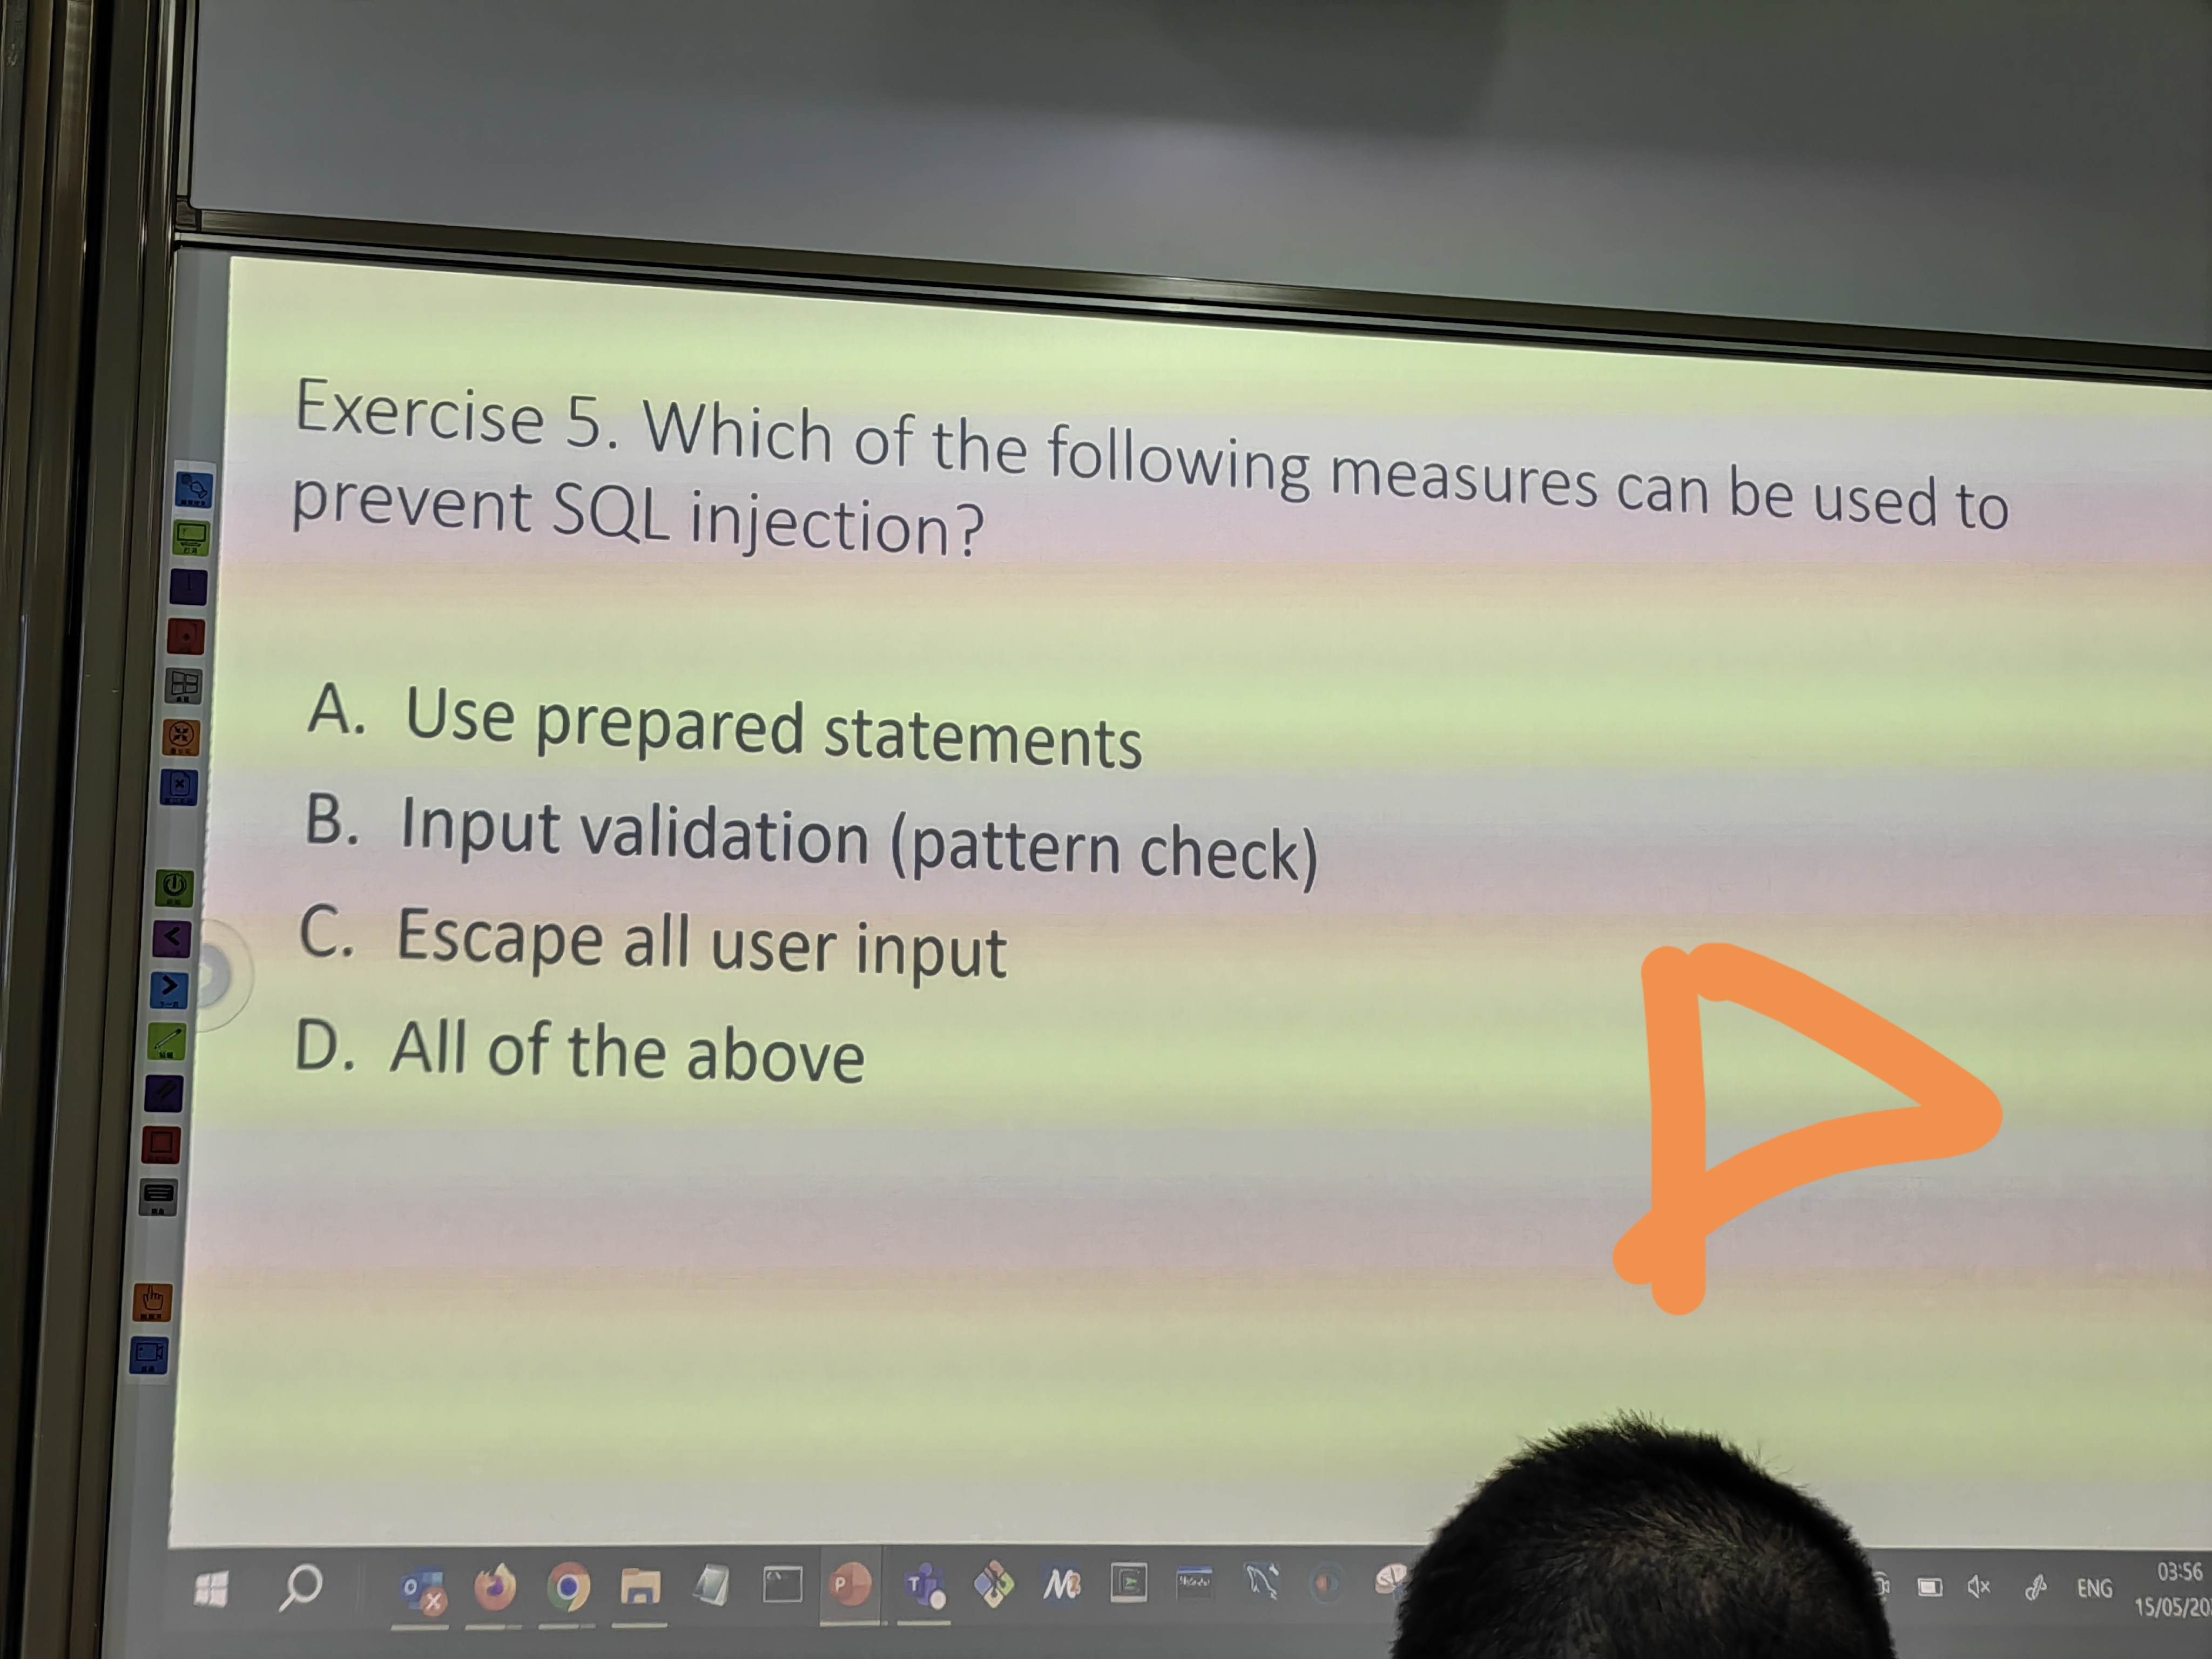 Exercise 5. Which of the following measures can be used to
prevent SQL injection?
A. Use prepared statements
B. Input validation (pattern check)
C. Escape all user input
D. All of the above
D
ENG
03:56
15/05/20